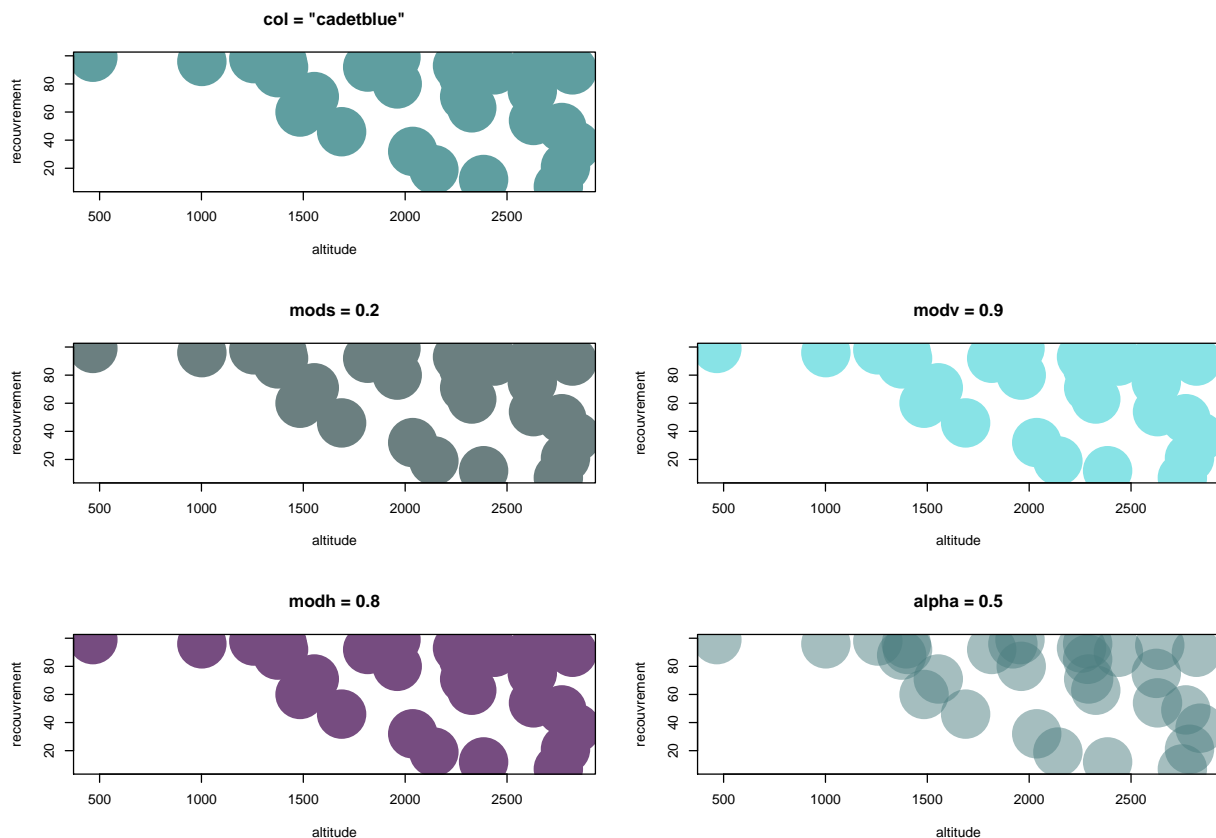 col = "cadetblue"
recouvrement
20 40 60 80
500 1000 1500 2000 2500
altitude
mods = 0.2
recouvrement
20 40 60 80
500 1000 1500 2000 2500
altitude
modv = 0.9
recouvrement
20 40 60 80
500 1000 1500 2000 2500
altitude
modh = 0.8
recouvrement
20 40 60 80
500 1000 1500 2000 2500
altitude
alpha = 0.5
recouvrement
20 40 60 80
500 1000 1500 2000 2500
altitude